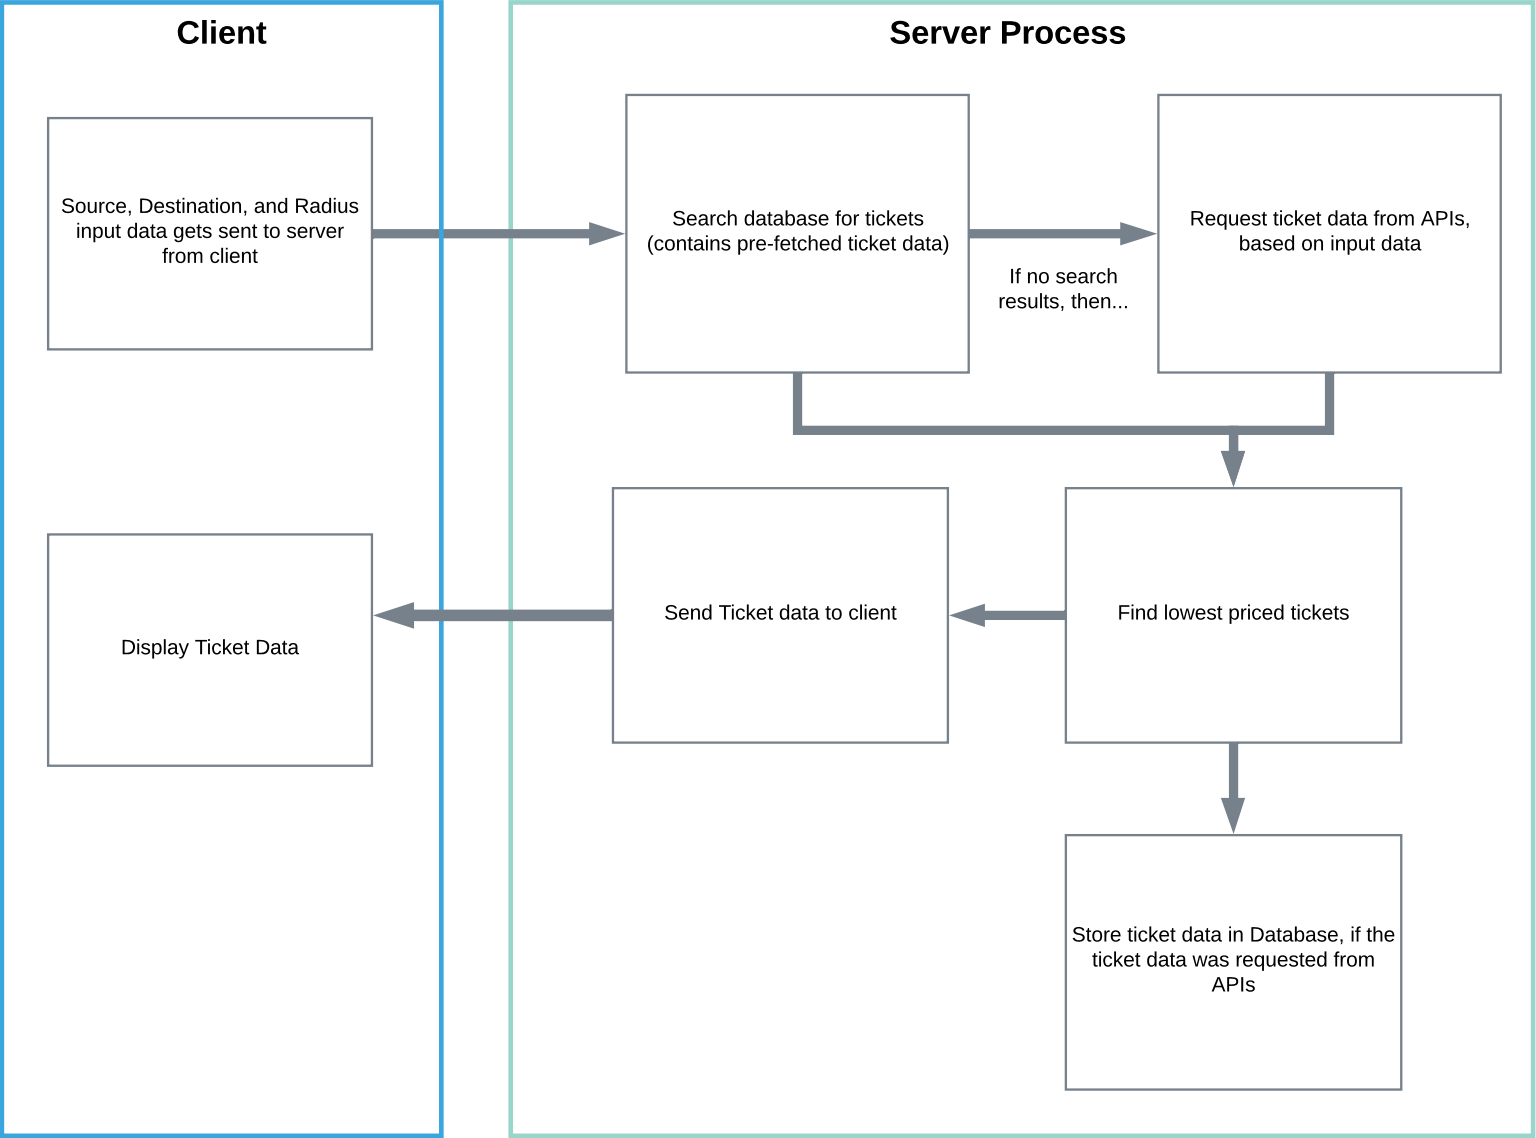 Client
Source, Destination, and Radius
input data gets sent to server
from client
Display Ticket Data
Server Process
Search database for tickets
(contains pre-fetched ticket data)
If no search
results, then...
Request ticket data from APIs,
based on input data
Find lowest priced tickets
Send Ticket data to client
Store ticket data in Database, if the
ticket data was requested from
APIs